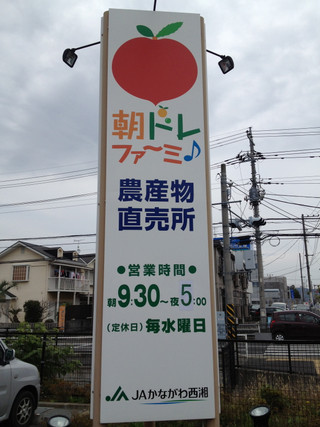 朝ドレ
ファ〜ミ♪
農産物
直売所
●営業時間●
朝9:30〜夜5:00
(定休日)毎水曜日
JAかながわ西湘